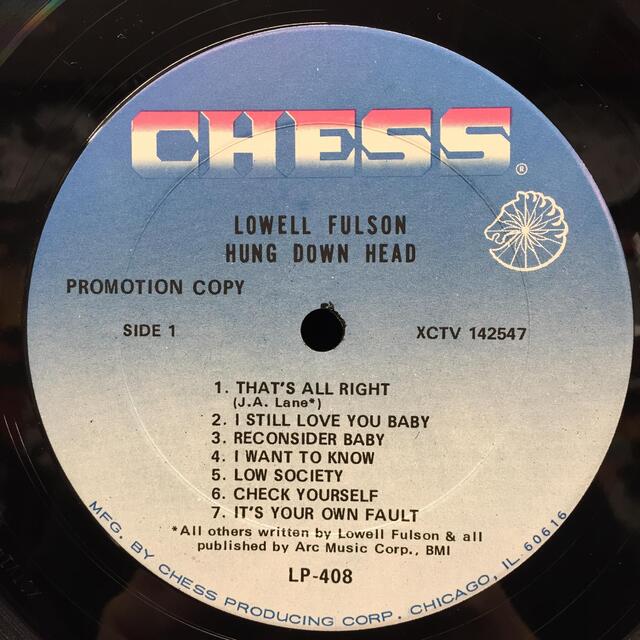 CHESS®
LOWELL FULSON
HUNG DOWN HEAD
PROMOTION COPY
SIDE 1
XCTV 142547
1. THAT'S ALL RIGHT
(J.A. Lane*)
2. I STILL LOVE YOU BABY
3. RECONSIDER BABY
4. I WANT TO KNOW
5. LOW SOCIETY
6. CHECK YOURSELF
7. IT'S YOUR OWN FAULT
*All others written by Lowell Fulson & all
published by Arc Music Corp., BMI
LP-408
MFG. BY CHESS PRODUCING CORP. CHICAGO, IL. 60616